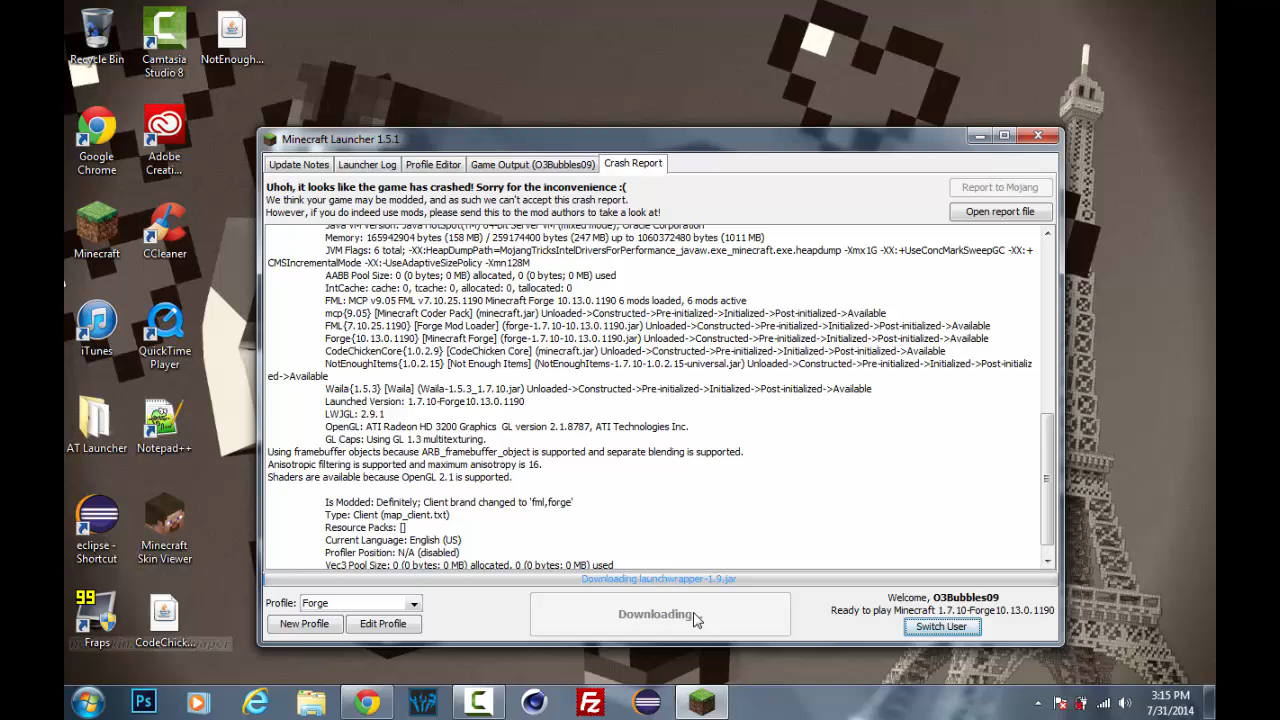 Recycle Bin
Camtasia
Studio 8
NotEnough...
Google
Chrome
Adobe
Creati...
Minecraft
CCleaner
iTunes
QuickTime
Player
AT Launcher
Notepad++
eclipse -
Shortcut
Minecraft
Skin Viewer
99
Fraps
CodeChick...
Minecraft Launcher 1.5.1
Update Notes
Launcher Log
Profile Editor
Game Output (O3Bubbles09)
Crash Report
Uhoh, it looks like the game has crashed! Sorry for the inconvenience :(
We think your game may be modded, and as such we can't accept this crash report.
However, if you do indeed use mods, please send this to the mod authors to take a look at!
Report to Mojang
Open report file
Java VM Version: Java HotSpot(TM) 64-Bit Server VM (mixed mode), Oracle Corporation
Memory: 165942904 bytes (158 MB) / 259174400 bytes (247 MB) up to 1060372480 bytes (1011 MB)
JVM Flags: 6 total; -XX:HeapDumpPath=MojangTricksIntelDriversForPerformance_javaw.exe_minecraft.exe.heapdump -Xmx1G -XX:+UseConcMarkSweepGC -XX:+
CMSIncrementalMode -XX:-UseAdaptiveSizePolicy -Xmn128M
AABB Pool Size: 0 (0 bytes; 0 MB) allocated, 0 (0 bytes; 0 MB) used
IntCache: cache: 0, tcache: 0, allocated: 0, tallocated: 0
FML: MCP v9.05 FML v7.10.25.1190 Minecraft Forge 10.13.0.1190 6 mods loaded, 6 mods active
mcp{9.05} [Minecraft Coder Pack] (minecraft.jar) Unloaded->Constructed->Pre-initialized->Initialized->Post-initialized->Available
FML{7.10.25.1190} [Forge Mod Loader] (forge-1.7.10-10.13.0.1190.jar) Unloaded->Constructed->Pre-initialized->Initialized->Post-initialized->Available
Forge{10.13.0.1190} [Minecraft Forge] (forge-1.7.10-10.13.0.1190.jar) Unloaded->Constructed->Pre-initialized->Initialized->Post-initialized->Available
CodeChickenCore{1.0.2.9} [CodeChicken Core] (minecraft.jar) Unloaded->Constructed->Pre-initialized->Initialized->Post-initialized->Available
NotEnoughItems{1.0.2.15} [Not Enough Items] (NotEnoughItems-1.7.10-1.0.2.15-universal.jar) Unloaded->Constructed->Pre-initialized->Initialized->Post-initializ
ed->Available
Waila{1.5.3} [Waila] (Waila-1.5.3_1.7.10.jar) Unloaded->Constructed->Pre-initialized->Initialized->Post-initialized->Available
Launched Version: 1.7.10-Forge10.13.0.1190
LWJGL: 2.9.1
OpenGL: ATI Radeon HD 3200 Graphics  GL version 2.1.8787, ATI Technologies Inc.
GL Caps: Using GL 1.3 multitexturing.
Using framebuffer objects because ARB_framebuffer_object is supported and separate blending is supported.
Anisotropic filtering is supported and maximum anisotropy is 16.
Shaders are available because OpenGL 2.1 is supported.
Is Modded: Definitely; Client brand changed to 'fml,forge'
Type: Client (map_client.txt)
Resource Packs: []
Current Language: English (US)
Profiler Position: N/A (disabled)
Vec3 Pool Size: 0 (0 bytes; 0 MB) allocated, 0 (0 bytes; 0 MB) used
Downloading launchwrapper-1.9.jar
Profile: Forge
New Profile
Edit Profile
Downloading
Welcome, O3Bubbles09
Ready to play Minecraft 1.7.10-Forge10.13.0.1190
Switch User
Ps
Fz
3:15 PM
7/31/2014